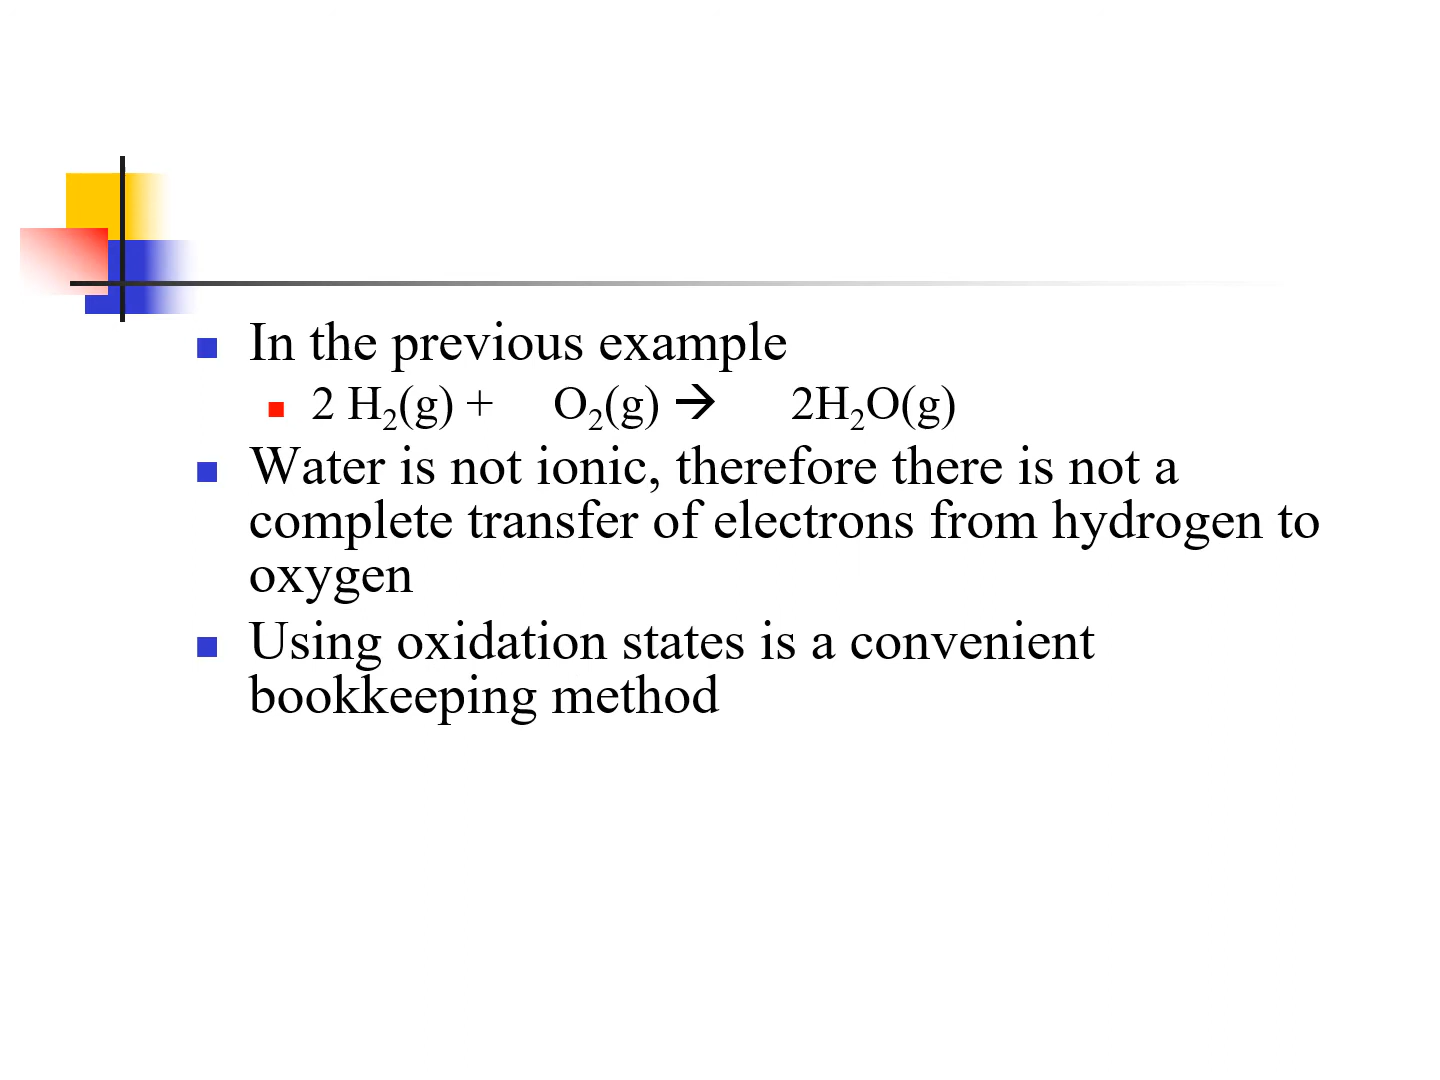 In the previous example
2 H₂(g) + O₂(g) → 2H₂O(g)
Water is not ionic, therefore there is not a
complete transfer of electrons from hydrogen to
oxygen
Using oxidation states is a convenient
bookkeeping method